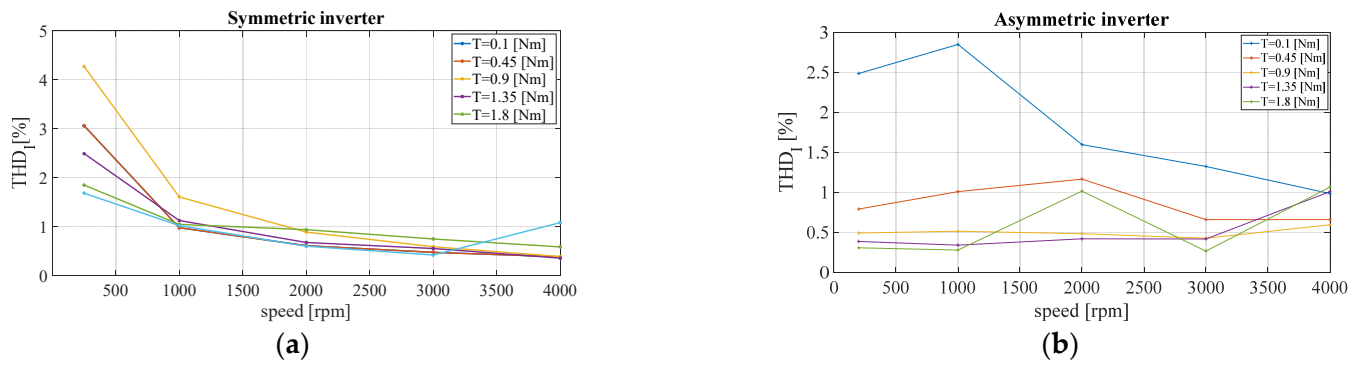 Symmetric inverter
5
4
3
2
1
0
THD_I[%]
500 1000 1500 2000 2500 3000 3500 4000
speed [rpm]
T=0.1 [Nm]
T=0.45 [Nm]
T=0.9 [Nm]
T=1.35 [Nm]
T=1.8 [Nm]
(a)
Asymmetric inverter
3
2.5
2
1.5
1
0.5
0
THD_I [%]
0 500 1000 1500 2000 2500 3000 3500 4000
speed [rpm]
T=0.1 [Nm]
T=0.45 [Nm]
T=0.9 [Nm]
T=1.35 [Nm]
T=1.8 [Nm]
(b)